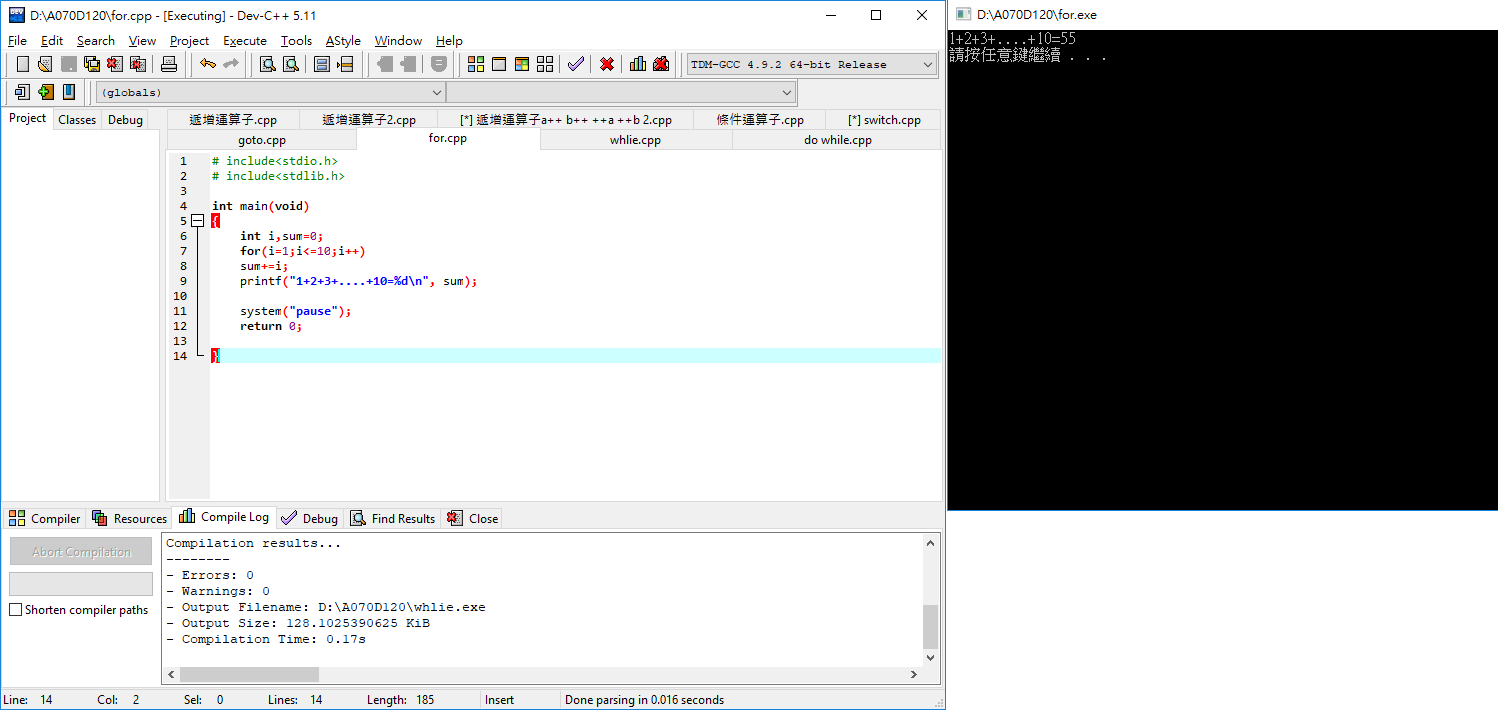 D:\A070D120\for.cpp - [Executing] - Dev-C++ 5.11
File Edit Search View Project Execute Tools AStyle Window Help
TDM-GCC 4.9.2 64-bit Release
(globals)
Project Classes Debug
遞增運算子.cpp 遞增運算子2.cpp [*] 遞增運算子a++ b++ ++a ++b 2.cpp 條件運算子.cpp [*] switch.cpp
goto.cpp for.cpp whlie.cpp do while.cpp
1 # include<stdio.h>
2 # include<stdlib.h>
3
4 int main(void)
5 {
6 int i,sum=0;
7 for(i=1;i<=10;i++)
8 sum+=i;
9 printf("1+2+3+....+10=%d\n", sum);
10
11 system("pause");
12 return 0;
13
14 }
Compiler Resources Compile Log Debug Find Results Close
Abort Compilation
Shorten compiler paths
Compilation results...
--------
- Errors: 0
- Warnings: 0
- Output Filename: D:\A070D120\whlie.exe
- Output Size: 128.1025390625 KiB
- Compilation Time: 0.17s
Line: 14 Col: 2 Sel: 0 Lines: 14 Length: 185 Insert Done parsing in 0.016 seconds
D:\A070D120\for.exe
1+2+3+....+10=55
請按任意鍵繼續 . . .